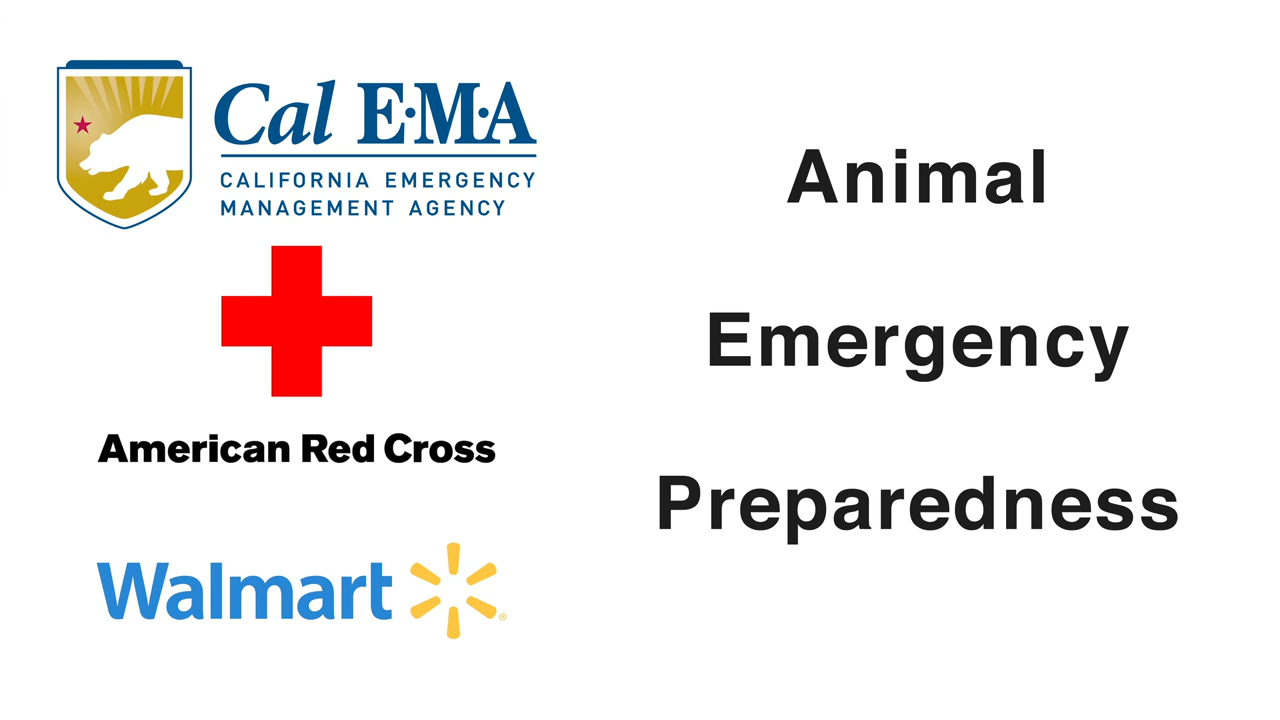 Cal E·M·A
CALIFORNIA EMERGENCY
MANAGEMENT AGENCY
American Red Cross
Walmart
®
Animal
Emergency
Preparedness